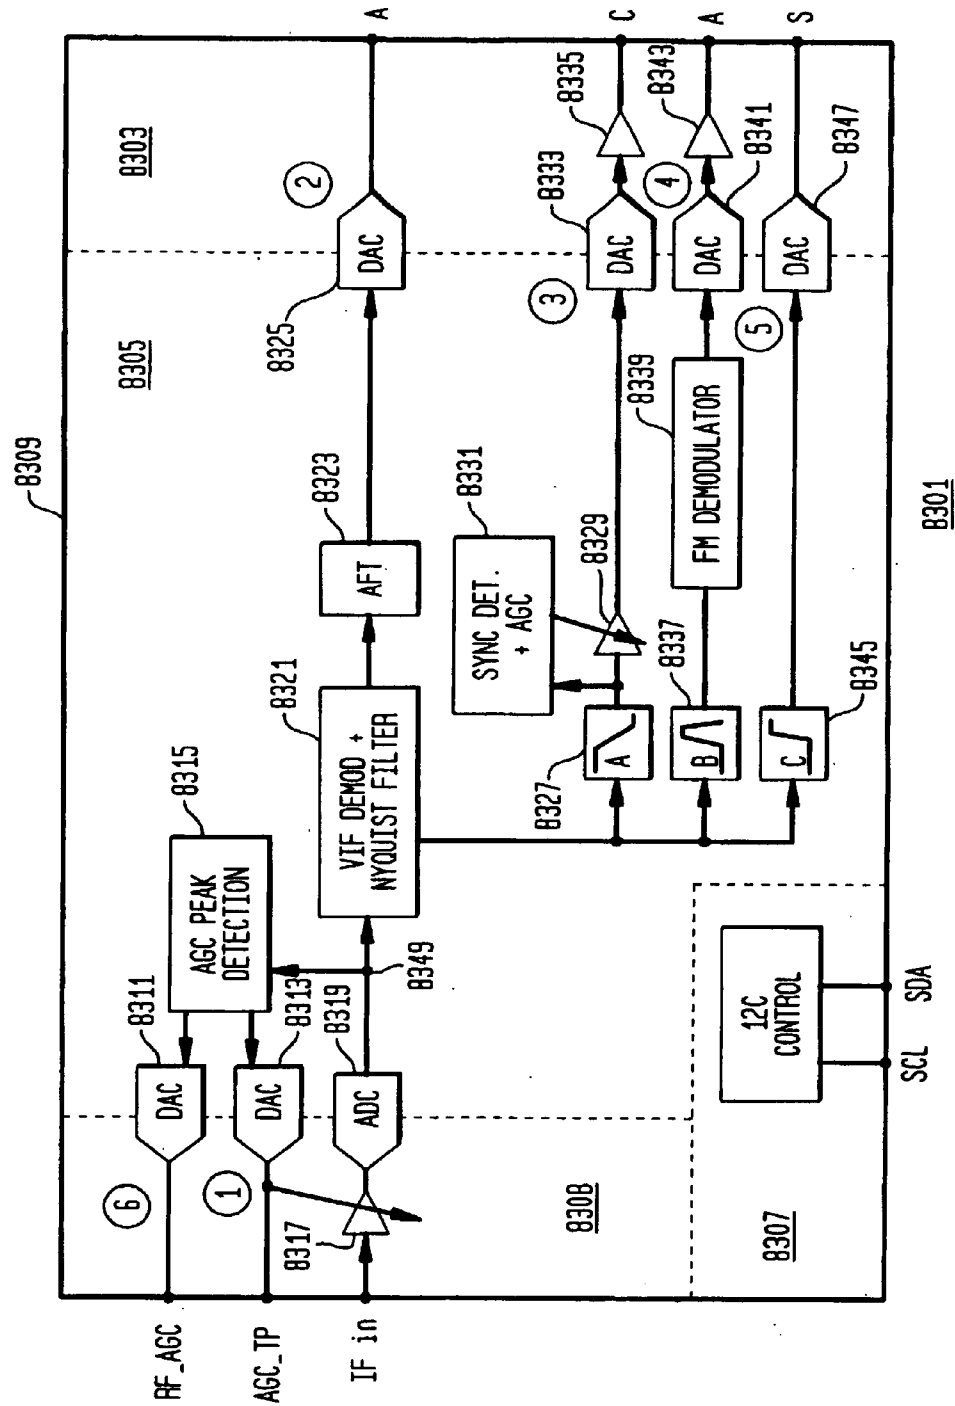 8309
8301
8303
8305
8308
8307
RF_AGC
AGC_TP
IF in
6
1
8311
DAC
8313
DAC
8315
AGC PEAK
DETECTION
8317
8319
ADC
8349
8321
VIF DEMOD +
NYQUIST FILTER
8323
AFT
8325
DAC
2
A
8327
A
8329
8331
SYNC DET.
+ AGC
3
8333
DAC
8335
C
8337
B
8339
FM DEMODULATOR
4
8341
DAC
8343
A
8345
C
5
8347
DAC
S
12C
CONTROL
SCL
SDA